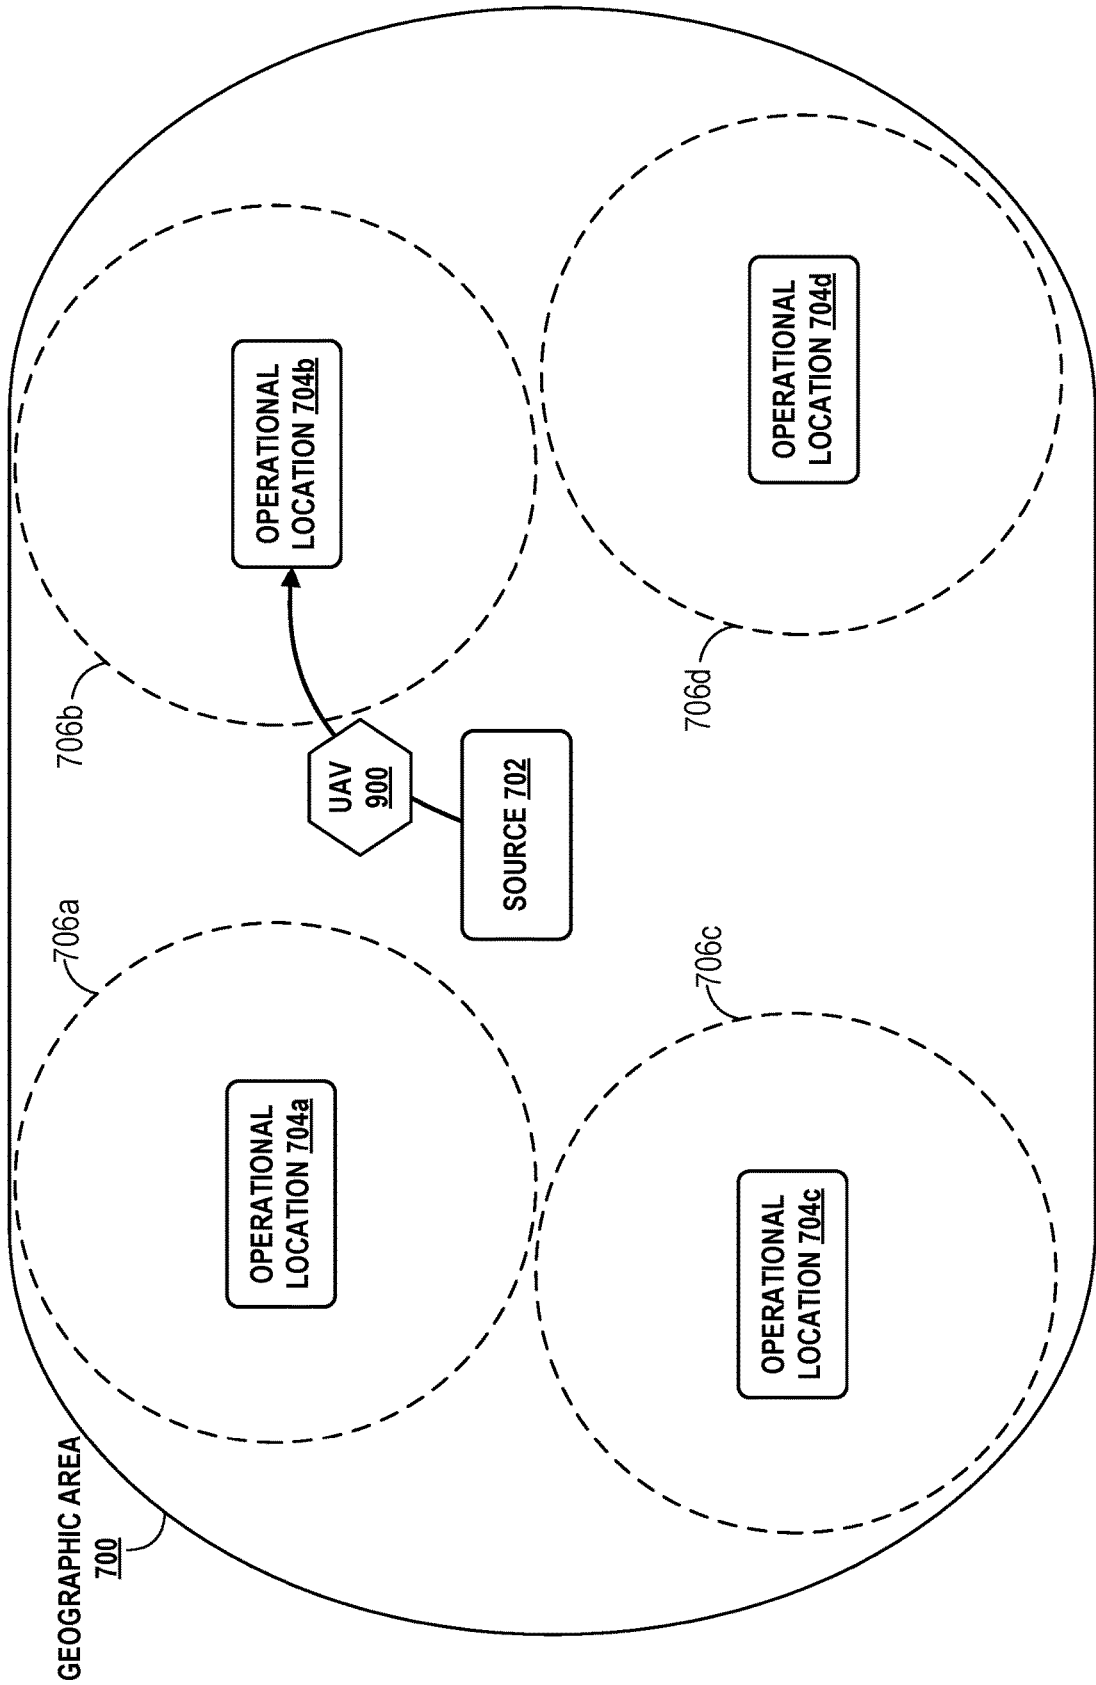 GEOGRAPHIC AREA
700
706a
706b
OPERATIONAL
LOCATION 704a
OPERATIONAL
LOCATION 704b
UAV
900
SOURCE 702
706c
706d
OPERATIONAL
LOCATION 704c
OPERATIONAL
LOCATION 704d